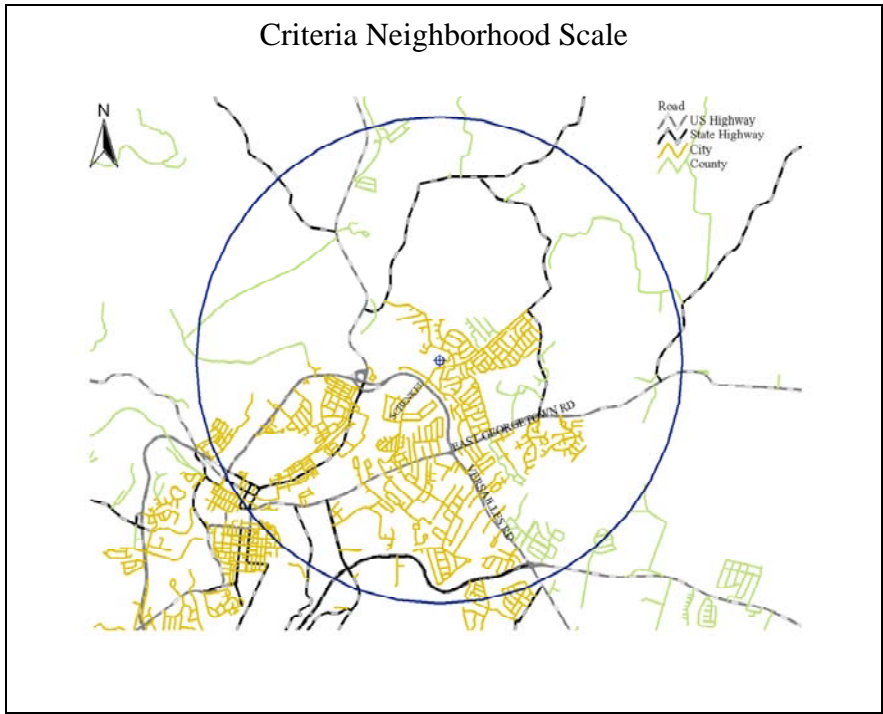 Criteria Neighborhood Scale
N
Road
US Highway
State Highway
City
County
EAST GEORGETOWN RD
VERSAILLES RD